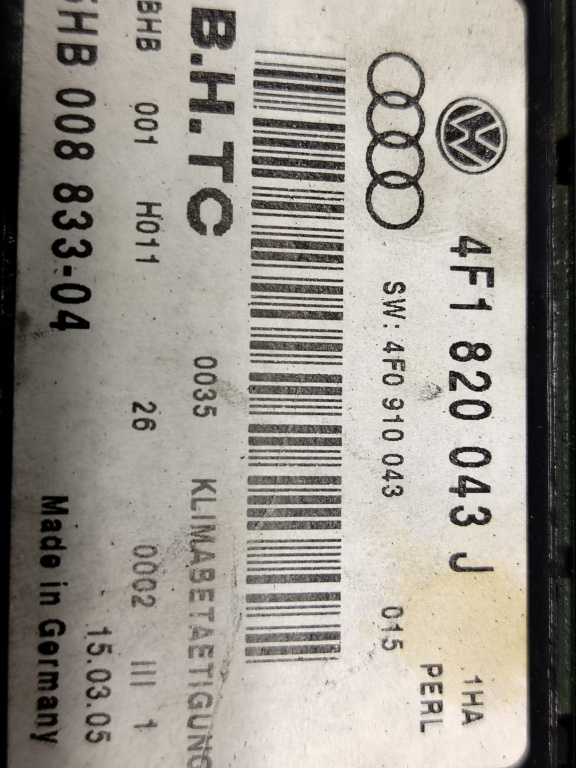 4F1 820 043 J 1HA
PERL
SW: 4F0 910 043 015
B.H.TC 0035 KLIMABETAETIGUNG
BHB 001 H011 26 0002 III 1
15.03.05
5HB 008 833-04 Made in Germany